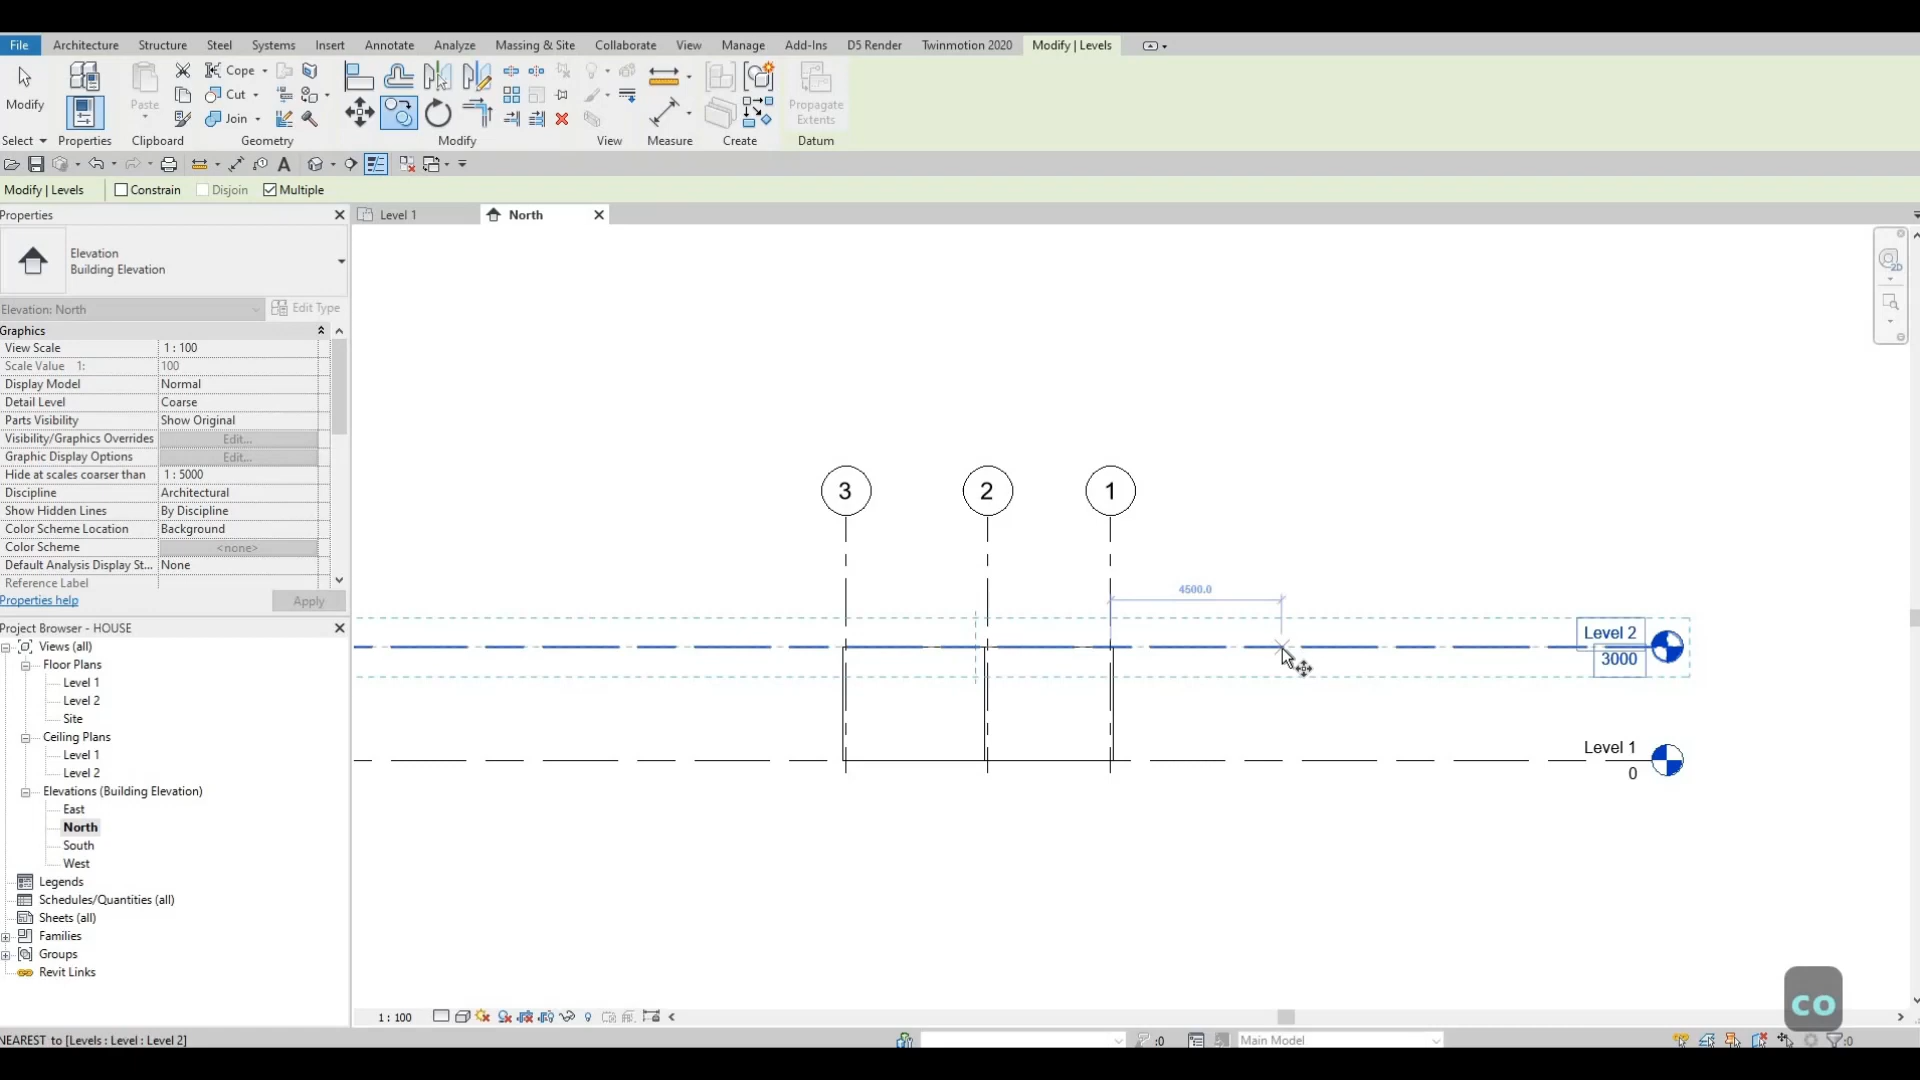 File Architecture Structure Steel Systems Insert Annotate Analyze Massing & Site Collaborate View Manage Add-Ins D5 Render Twinmotion 2020 Modify | Levels
Modify
Paste
Cope
Cut
Join
Propagate
Extents
Select Properties Clipboard Geometry Modify View Measure Create Datum
Modify | Levels Constrain Disjoin Multiple
Properties
Level 1
North
Elevation
Building Elevation
Elevation: North Edit Type
Graphics
View Scale 1 : 100
Scale Value 1: 100
Display Model Normal
Detail Level Coarse
Parts Visibility Show Original
Visibility/Graphics Overrides Edit...
Graphic Display Options Edit...
Hide at scales coarser than 1 : 5000
Discipline Architectural
Show Hidden Lines By Discipline
Color Scheme Location Background
Color Scheme <none>
Default Analysis Display St... None
Reference Label
Properties help Apply
Project Browser - HOUSE
Views (all)
Floor Plans
Level 1
Level 2
Site
Ceiling Plans
Level 1
Level 2
Elevations (Building Elevation)
East
North
South
West
Legends
Schedules/Quantities (all)
Sheets (all)
Families
Groups
Revit Links
3 2 1
4500.0
Level 2
3000
Level 1
0
2D
co
1 : 100
NEAREST to [Levels : Level : Level 2]
:0
Main Model
:0